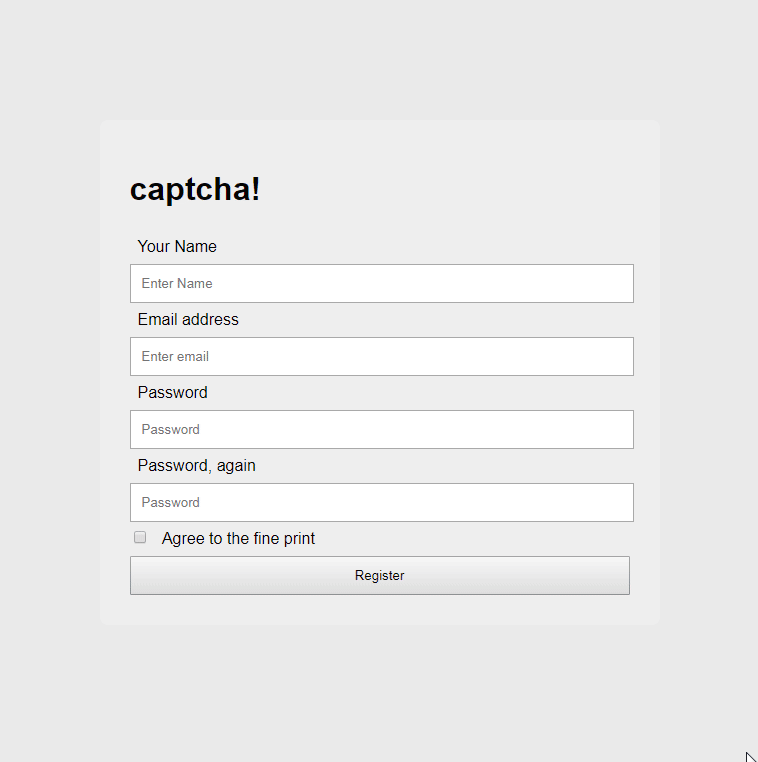 captcha!
Your Name
Enter Name
Email address
Enter email
Password
Password
Password, again
Password
Agree to the fine print
Register